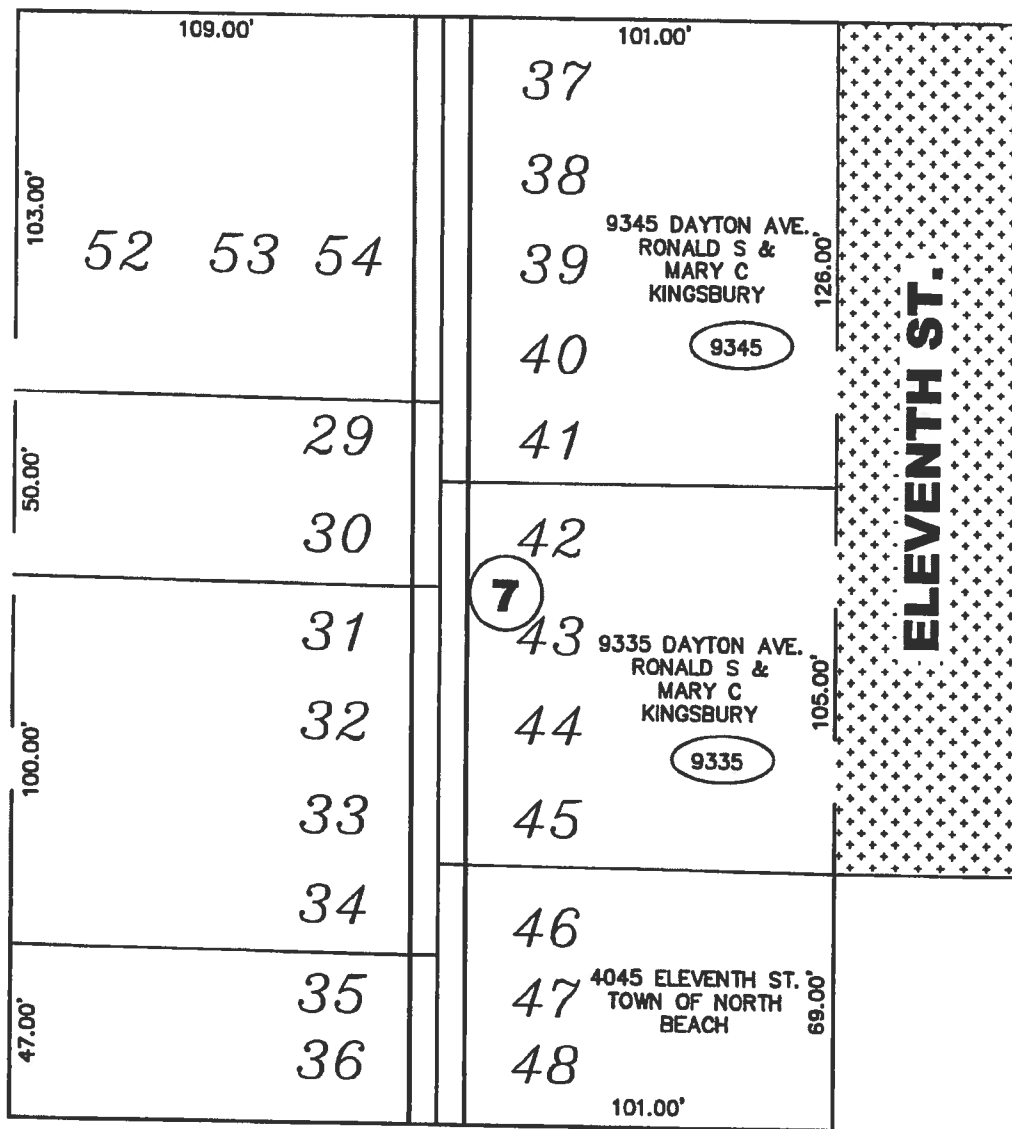 109.00'
101.00'
103.00'
52 53 54
50.00'
29
30
100.00'
31
32
33
34
47.00'
35
36
37
38
39
40
41
9345 DAYTON AVE.
RONALD S &
MARY C
KINGSBURY
9345
126.00'
42
7
43
44
45
9335 DAYTON AVE.
RONALD S &
MARY C
KINGSBURY
9335
105.00'
46
47
48
4045 ELEVENTH ST.
TOWN OF NORTH
BEACH
69.00'
101.00'
ELEVENTH ST.